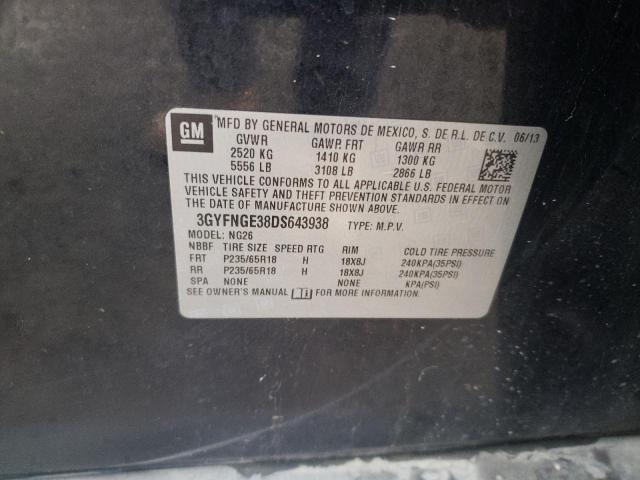 GM MFD BY GENERAL MOTORS DE MEXICO, S. DE R.L. DE C.V. 06/13
GVWR GAWR FRT GAWR RR
2520 KG 1410 KG 1300 KG
5556 LB 3108 LB 2866 LB
THIS VEHICLE CONFORMS TO ALL APPLICABLE U.S. FEDERAL MOTOR
VEHICLE SAFETY AND THEFT PREVENTION STANDARDS IN EFFECT ON
THE DATE OF MANUFACTURE SHOWN ABOVE.
3GYFNGE38DS643938 TYPE: M.P.V.
MODEL: NG26
NBBF TIRE SIZE SPEED RTG RIM COLD TIRE PRESSURE
FRT P235/65R18 H 18X8J 240KPA(35PSI)
RR P235/65R18 H 18X8J 240KPA(35PSI)
SPA NONE NONE KPA(PSI)
SEE OWNER'S MANUAL FOR MORE INFORMATION.